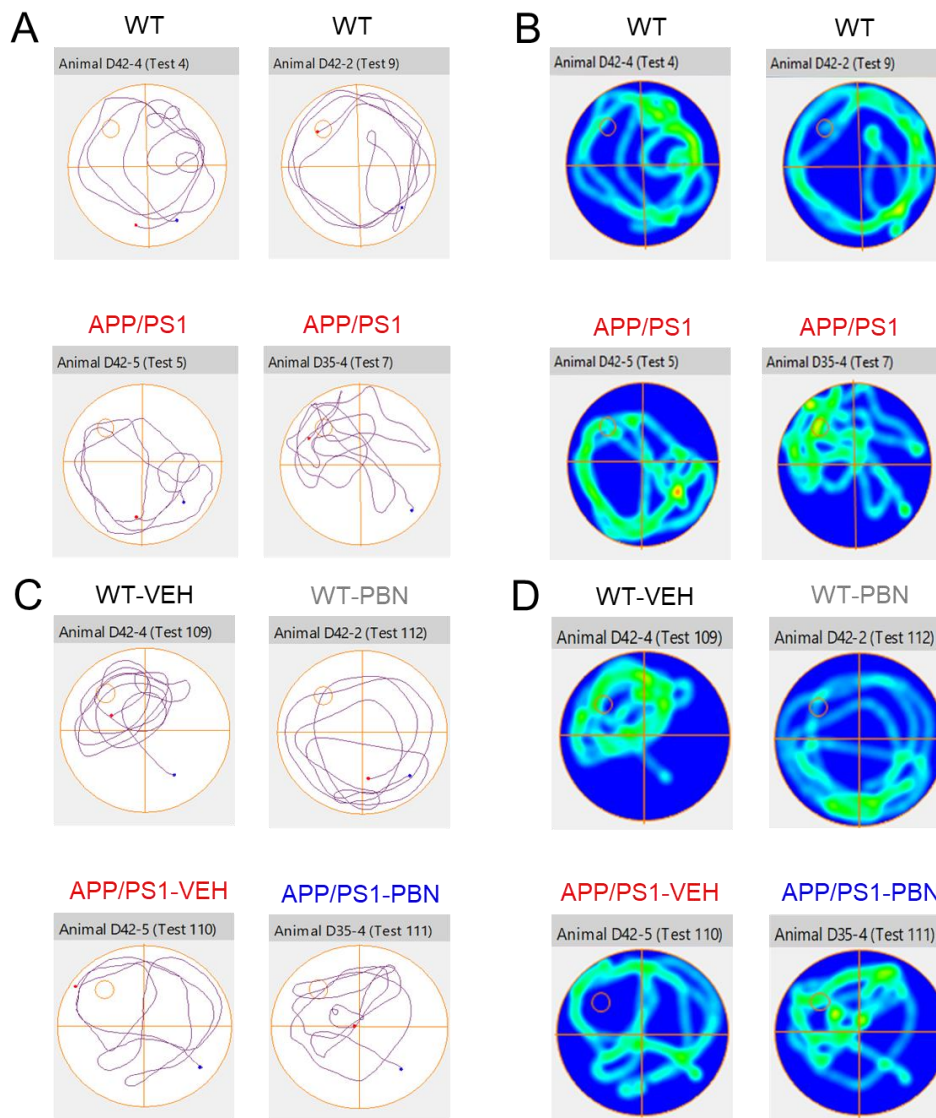 A
WT
WT
Animal D42-4 (Test 4)
Animal D42-2 (Test 9)
APP/PS1
APP/PS1
Animal D42-5 (Test 5)
Animal D35-4 (Test 7)
B
WT
WT
Animal D42-4 (Test 4)
Animal D42-2 (Test 9)
APP/PS1
APP/PS1
Animal D42-5 (Test 5)
Animal D35-4 (Test 7)
C
WT-VEH
WT-PBN
Animal D42-4 (Test 109)
Animal D42-2 (Test 112)
APP/PS1-VEH
APP/PS1-PBN
Animal D42-5 (Test 110)
Animal D35-4 (Test 111)
D
WT-VEH
WT-PBN
Animal D42-4 (Test 109)
Animal D42-2 (Test 112)
APP/PS1-VEH
APP/PS1-PBN
Animal D42-5 (Test 110)
Animal D35-4 (Test 111)